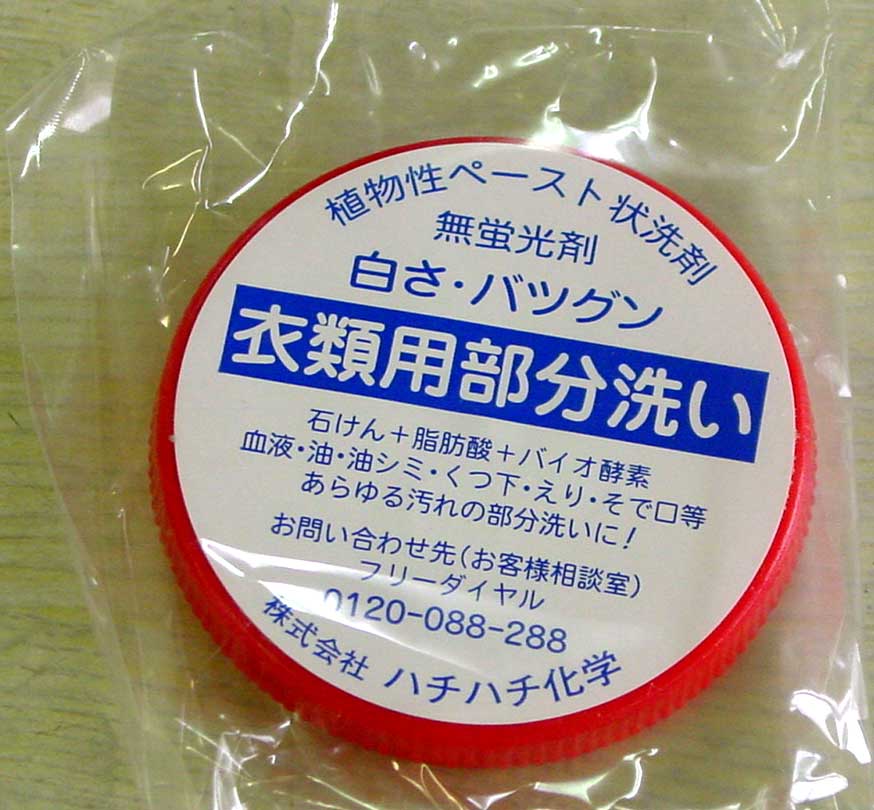 植物性ペースト状洗剤
無蛍光剤
白さ・バツグン
衣類用部分洗い
石けん＋脂肪酸＋バイオ酵素
血液・油・油シミ・くつ下・えり・そで口等
あらゆる汚れの部分洗いに！
お問い合わせ先（お客様相談室）
フリーダイヤル
0120-088-288
株式会社 ハチハチ化学